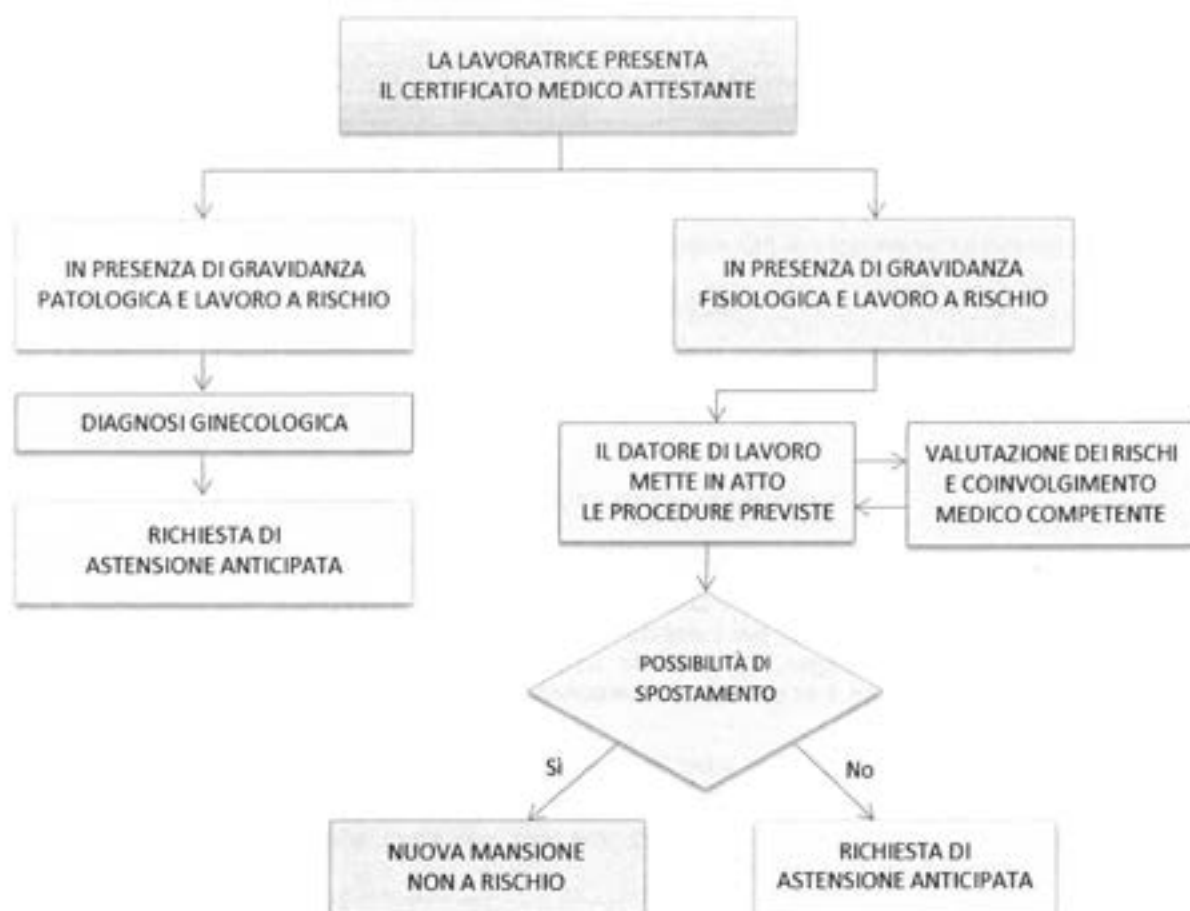 LA LAVORATRICE PRESENTA
IL CERTIFICATO MEDICO ATTESTANTE
IN PRESENZA DI GRAVIDANZA
PATOLOGICA E LAVORO A RISCHIO
IN PRESENZA DI GRAVIDANZA
FISIOLOGICA E LAVORO A RISCHIO
DIAGNOSI GINECOLOGICA
RICHIESTA DI
ASTENSIONE ANTICIPATA
IL DATORE DI LAVORO
METTE IN ATTO
LE PROCEDURE PREVISTE
VALUTAZIONE DEI RISCHI
E COINVOLGIMENTO
MEDICO COMPETENTE
POSSIBILITÀ DI
SPOSTAMENTO
Sì
No
NUOVA MANSIONE
NON A RISCHIO
RICHIESTA DI
ASTENSIONE ANTICIPATA